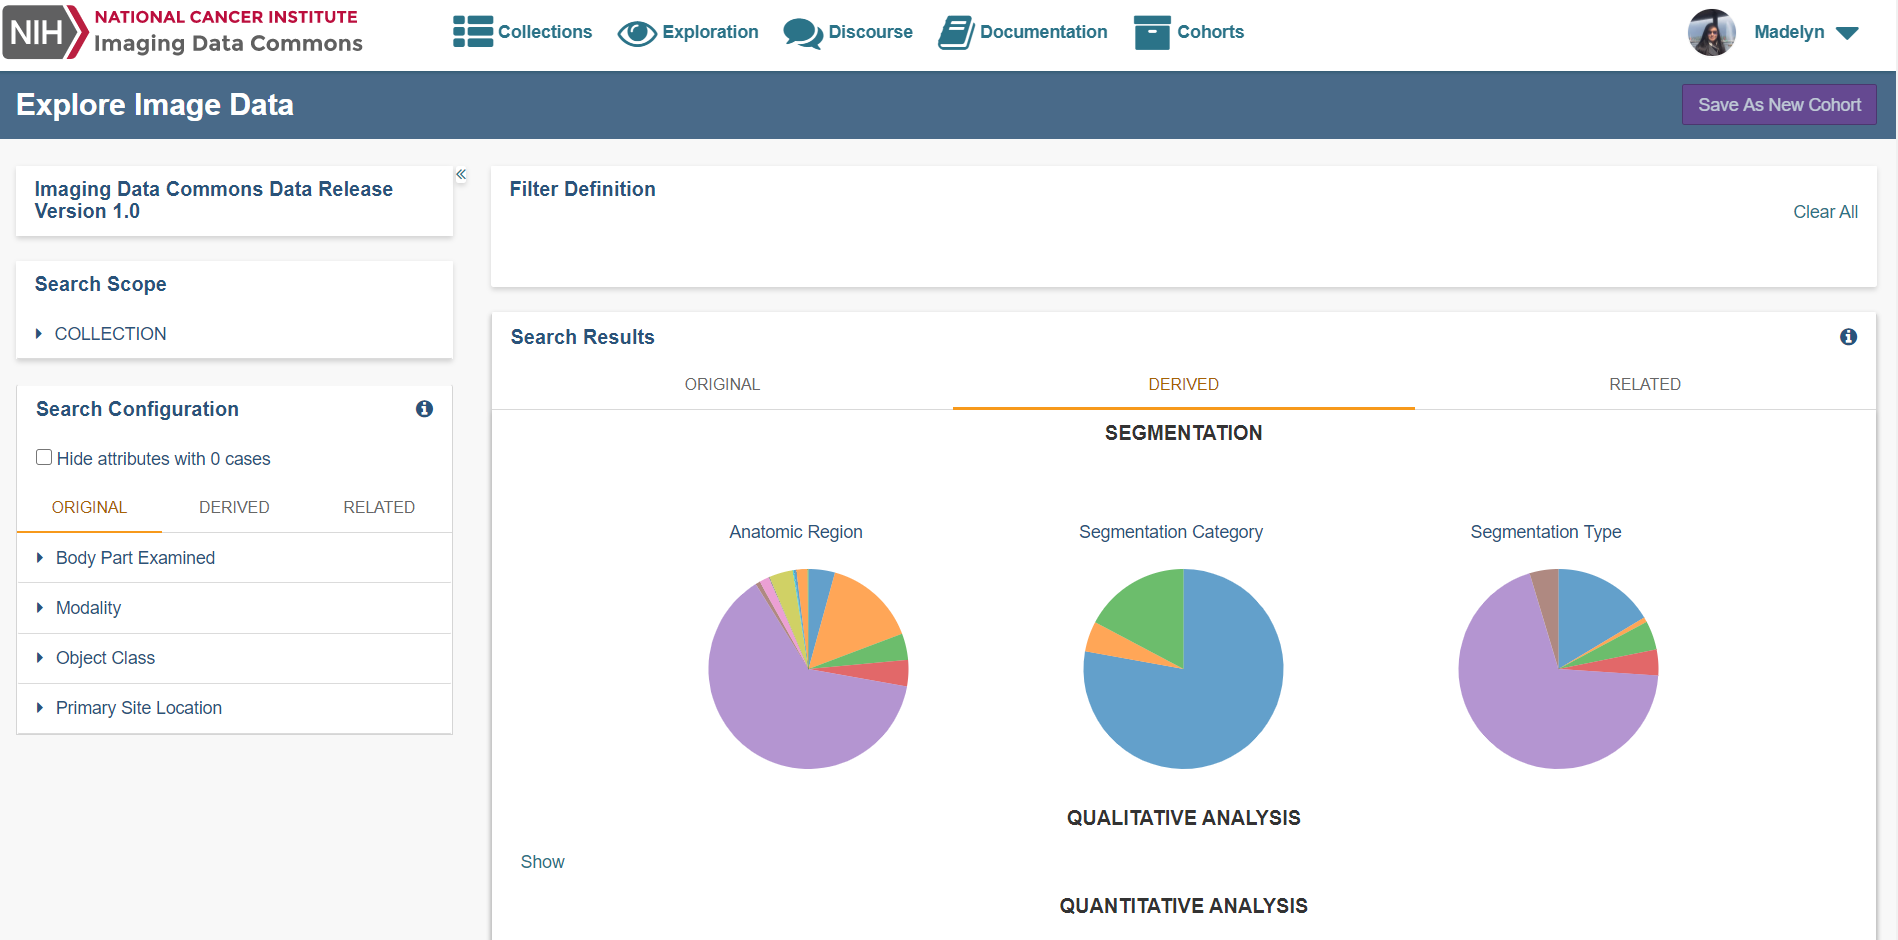 NIH
NATIONAL CANCER INSTITUTE
Imaging Data Commons
Collections
Exploration
Discourse
Documentation
Cohorts
Madelyn
Explore Image Data
Save As New Cohort
Imaging Data Commons Data Release
Version 1.0
«
Search Scope
COLLECTION
Search Configuration
Hide attributes with 0 cases
ORIGINAL
DERIVED
RELATED
Body Part Examined
Modality
Object Class
Primary Site Location
Filter Definition
Clear All
Search Results
ORIGINAL
DERIVED
RELATED
SEGMENTATION
Anatomic Region
Segmentation Category
Segmentation Type
QUALITATIVE ANALYSIS
Show
QUANTITATIVE ANALYSIS